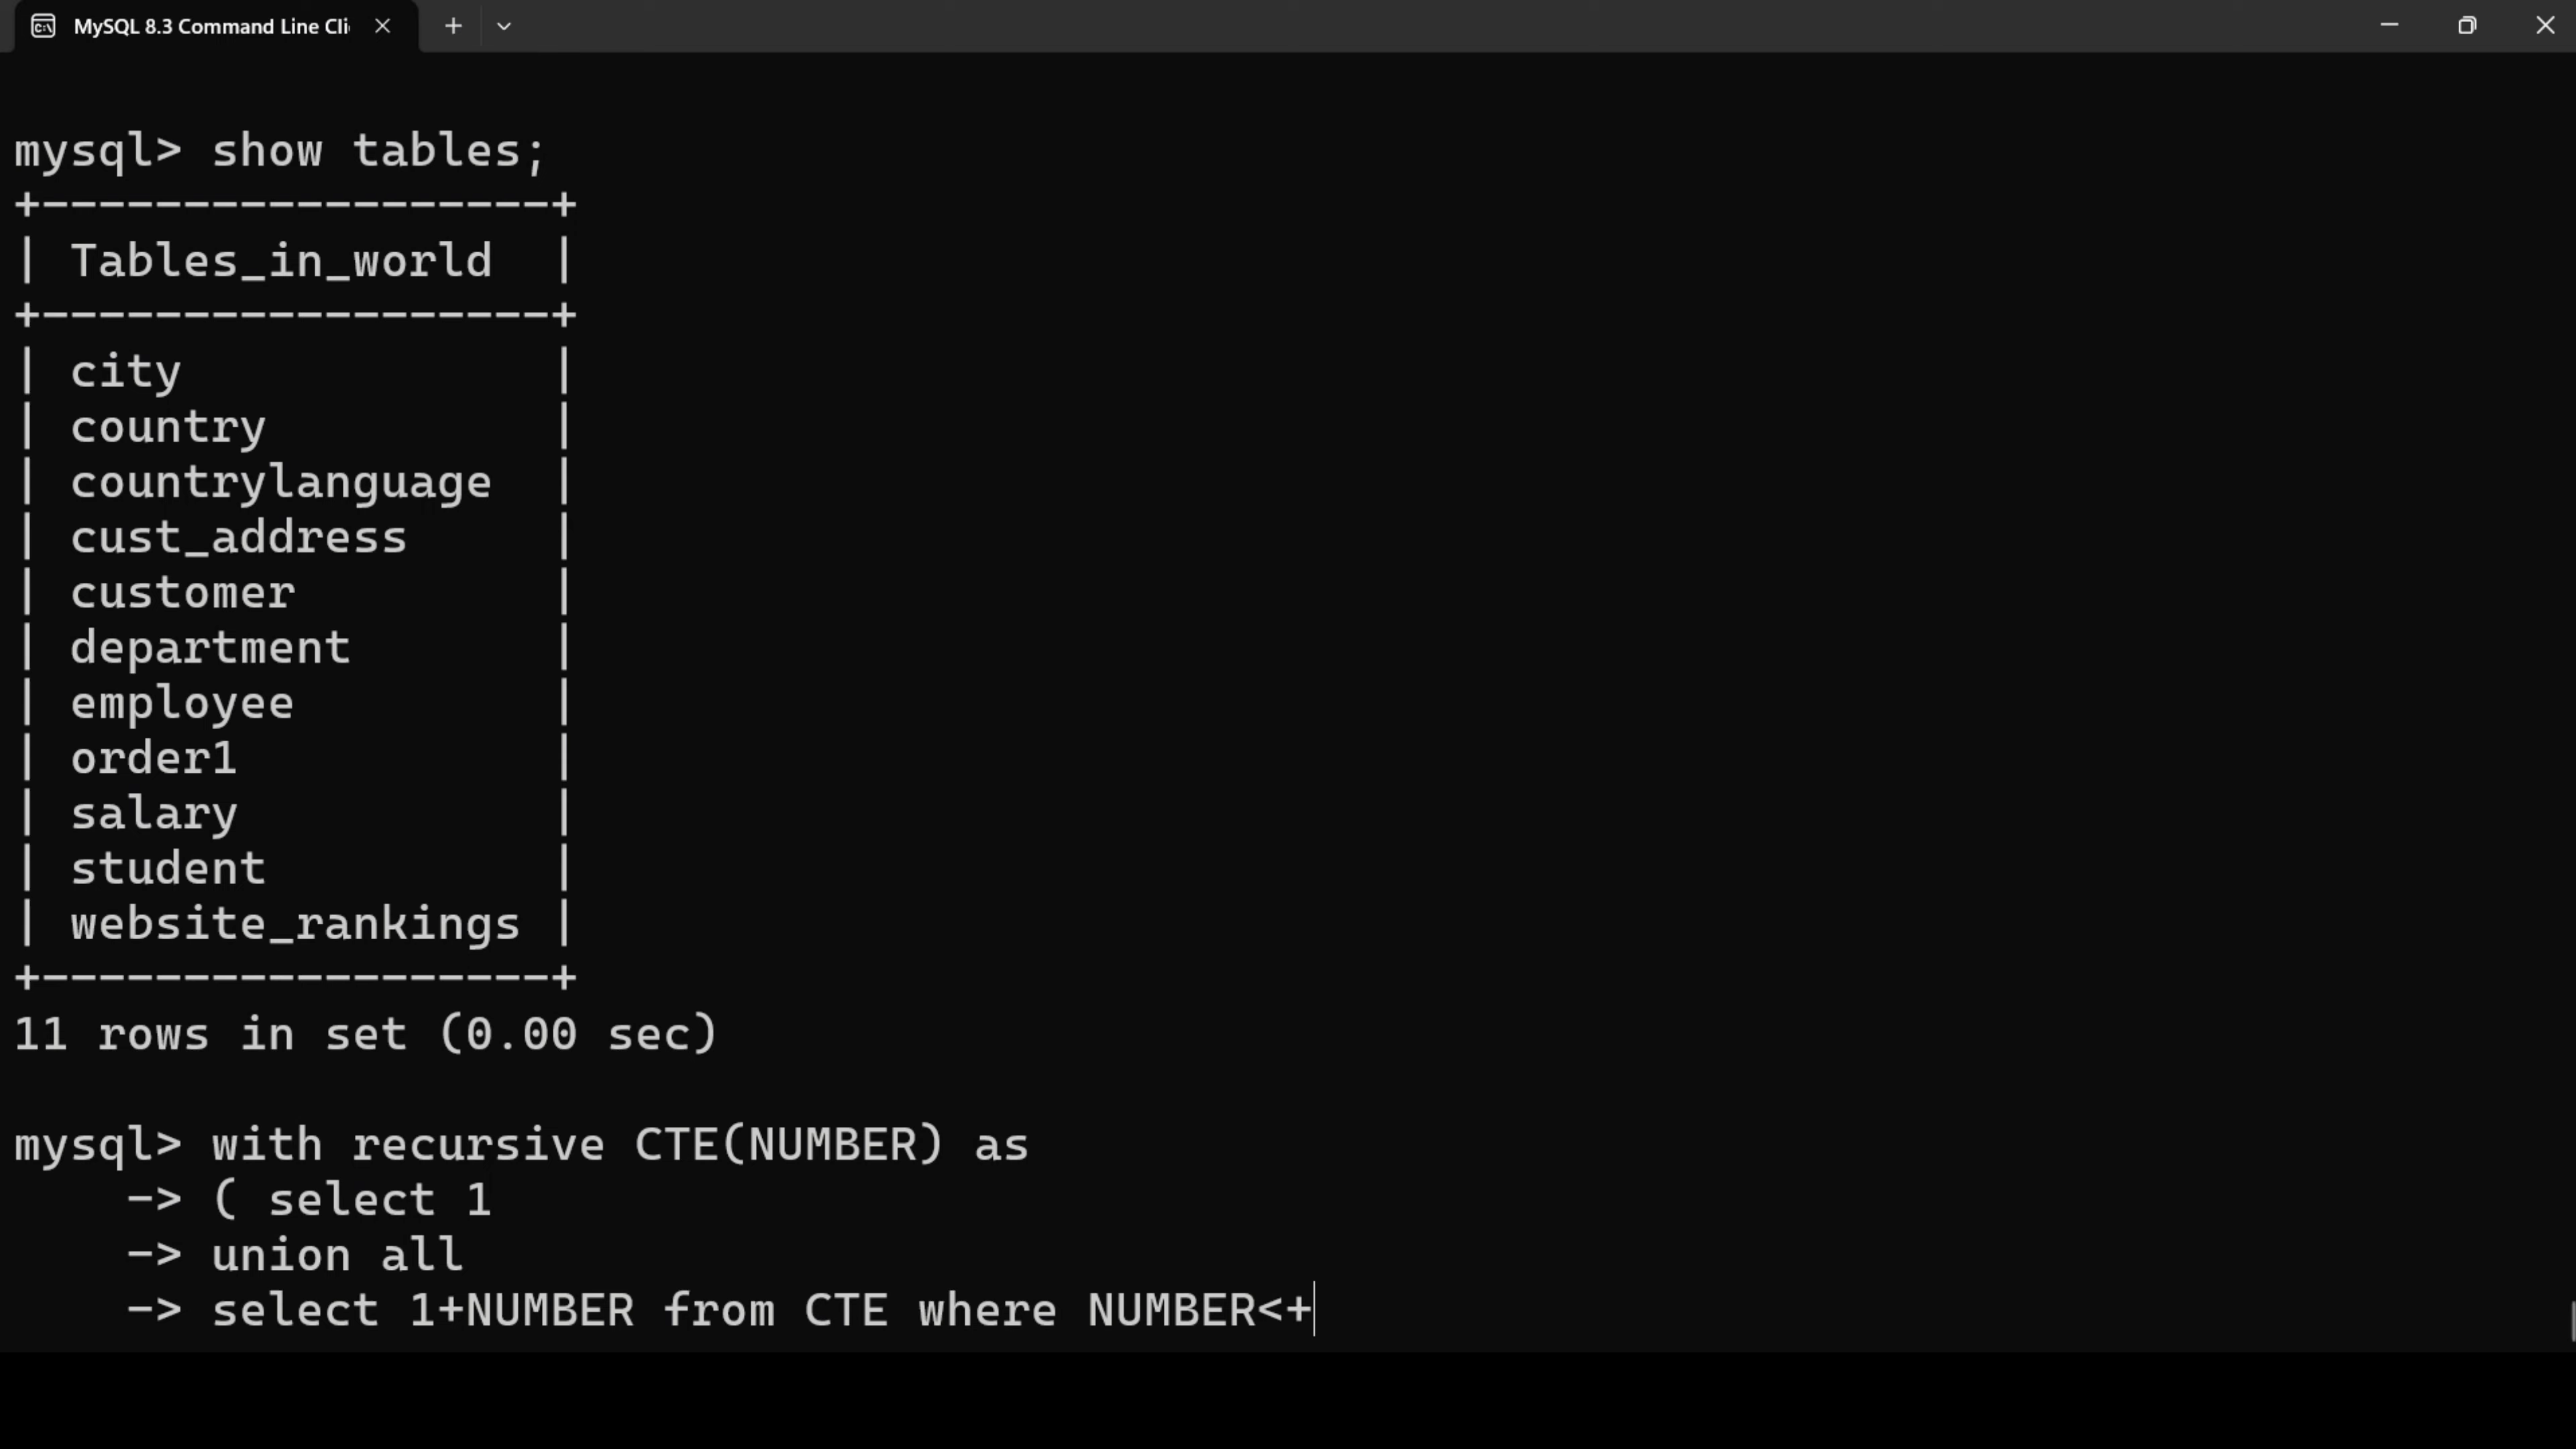 MySQL 8.3 Command Line Cli
mysql> show tables;
+------------------+
| Tables_in_world  |
+------------------+
| city             |
| country          |
| countrylanguage  |
| cust_address     |
| customer         |
| department       |
| employee         |
| order1           |
| salary           |
| student          |
| website_rankings |
+------------------+
11 rows in set (0.00 sec)
mysql> with recursive CTE(NUMBER) as
    -> ( select 1
    -> union all
    -> select 1+NUMBER from CTE where NUMBER<+